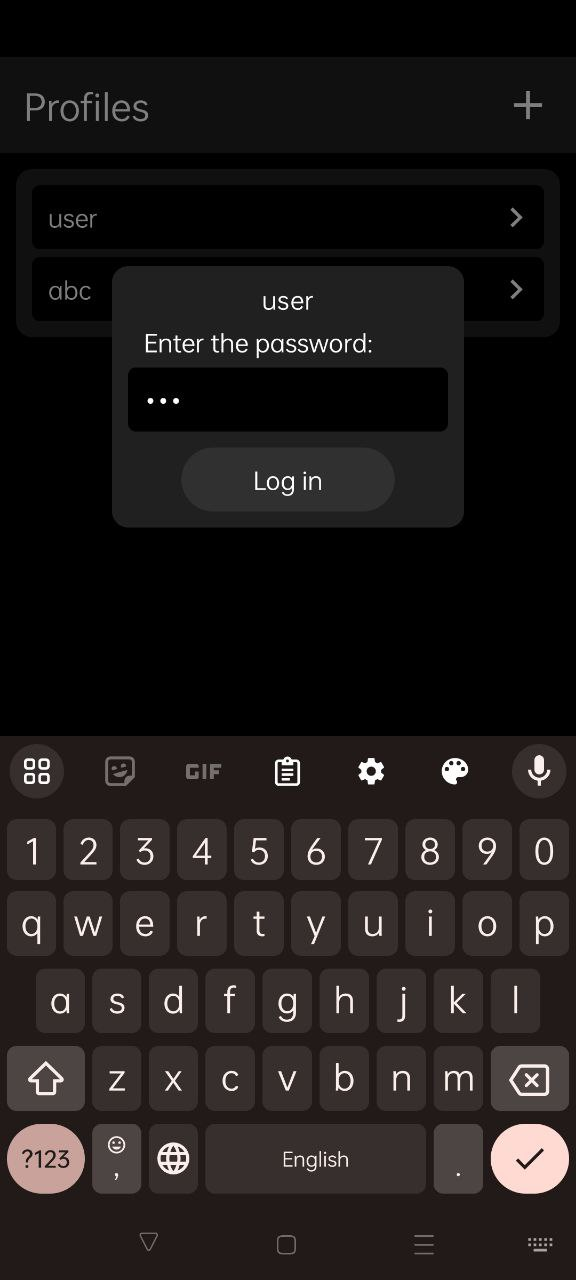 Profiles
user
abc
user
Enter the password:
•••
Log in
GIF
1 2 3 4 5 6 7 8 9 0
q w e r t y u i o p
a s d f g h j k l
z x c v b n m
?123 , English .